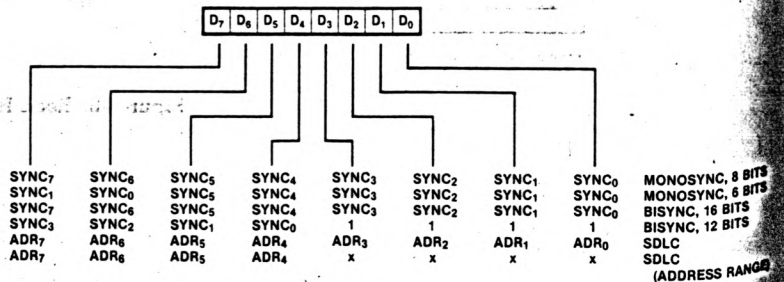 D7 D6 D5 D4 D3 D2 D1 D0
SYNC7 SYNC6 SYNC5 SYNC4 SYNC3 SYNC2 SYNC1 SYNC0 MONOSYNC, 8 BITS
SYNC1 SYNC0 SYNC5 SYNC4 SYNC3 SYNC2 SYNC1 SYNC0 MONOSYNC, 6 BITS
SYNC7 SYNC6 SYNC5 SYNC4 SYNC3 SYNC2 SYNC1 SYNC0 BISYNC, 16 BITS
SYNC3 SYNC2 SYNC1 SYNC0 1 1 1 1 BISYNC, 12 BITS
ADR7 ADR6 ADR5 ADR4 ADR3 ADR2 ADR1 ADR0 SDLC
ADR7 ADR6 ADR5 ADR4 x x x x SDLC
(ADDRESS RANGE)